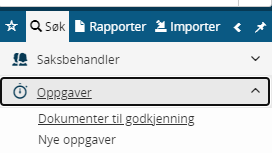 Søk Rapporter Importer
Saksbehandler
Oppgaver
Dokumenter til godkjenning
Nye oppgaver